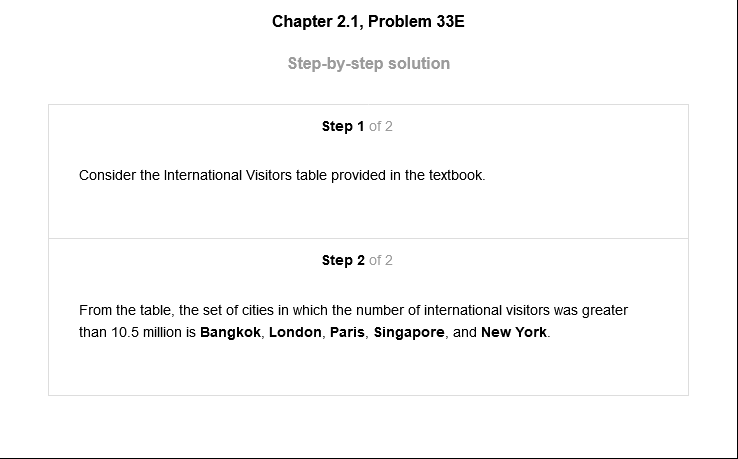 Chapter 2.1, Problem 33E
Step-by-step solution
Step 1 of 2
Consider the International Visitors table provided in the textbook.
Step 2 of 2
From the table, the set of cities in which the number of international visitors was greater
than 10.5 million is Bangkok, London, Paris, Singapore, and New York.